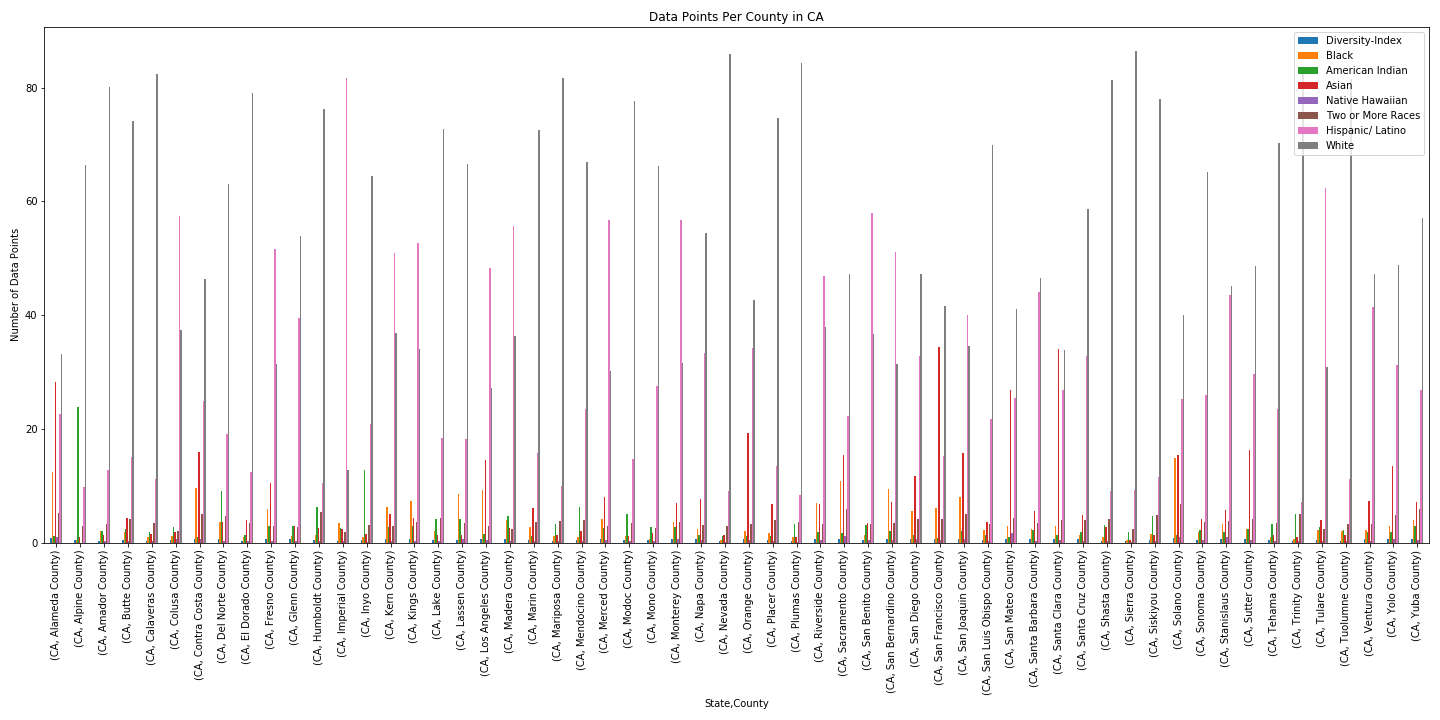 Data Points Per County in CA
Diversity-Index
Black
American Indian
Asian
Native Hawaiian
Two or More Races
Hispanic/ Latino
White
Number of Data Points
80
60
40
20
0
(CA, Alameda County)
(CA, Alpine County)
(CA, Amador County)
(CA, Butte County)
(CA, Calaveras County)
(CA, Colusa County)
(CA, Contra Costa County)
(CA, Del Norte County)
(CA, El Dorado County)
(CA, Fresno County)
(CA, Glenn County)
(CA, Humboldt County)
(CA, Imperial County)
(CA, Inyo County)
(CA, Kern County)
(CA, Kings County)
(CA, Lake County)
(CA, Lassen County)
(CA, Los Angeles County)
(CA, Madera County)
(CA, Marin County)
(CA, Mariposa County)
(CA, Mendocino County)
(CA, Merced County)
(CA, Modoc County)
(CA, Mono County)
(CA, Monterey County)
(CA, Napa County)
(CA, Nevada County)
(CA, Orange County)
(CA, Placer County)
(CA, Plumas County)
(CA, Riverside County)
(CA, Sacramento County)
(CA, San Benito County)
(CA, San Bernardino County)
(CA, San Diego County)
(CA, San Francisco County)
(CA, San Joaquin County)
(CA, San Luis Obispo County)
(CA, San Mateo County)
(CA, Santa Barbara County)
(CA, Santa Clara County)
(CA, Santa Cruz County)
(CA, Shasta County)
(CA, Sierra County)
(CA, Siskiyou County)
(CA, Solano County)
(CA, Sonoma County)
(CA, Stanislaus County)
(CA, Sutter County)
(CA, Tehama County)
(CA, Trinity County)
(CA, Tulare County)
(CA, Tuolumne County)
(CA, Ventura County)
(CA, Yolo County)
(CA, Yuba County)
State,County